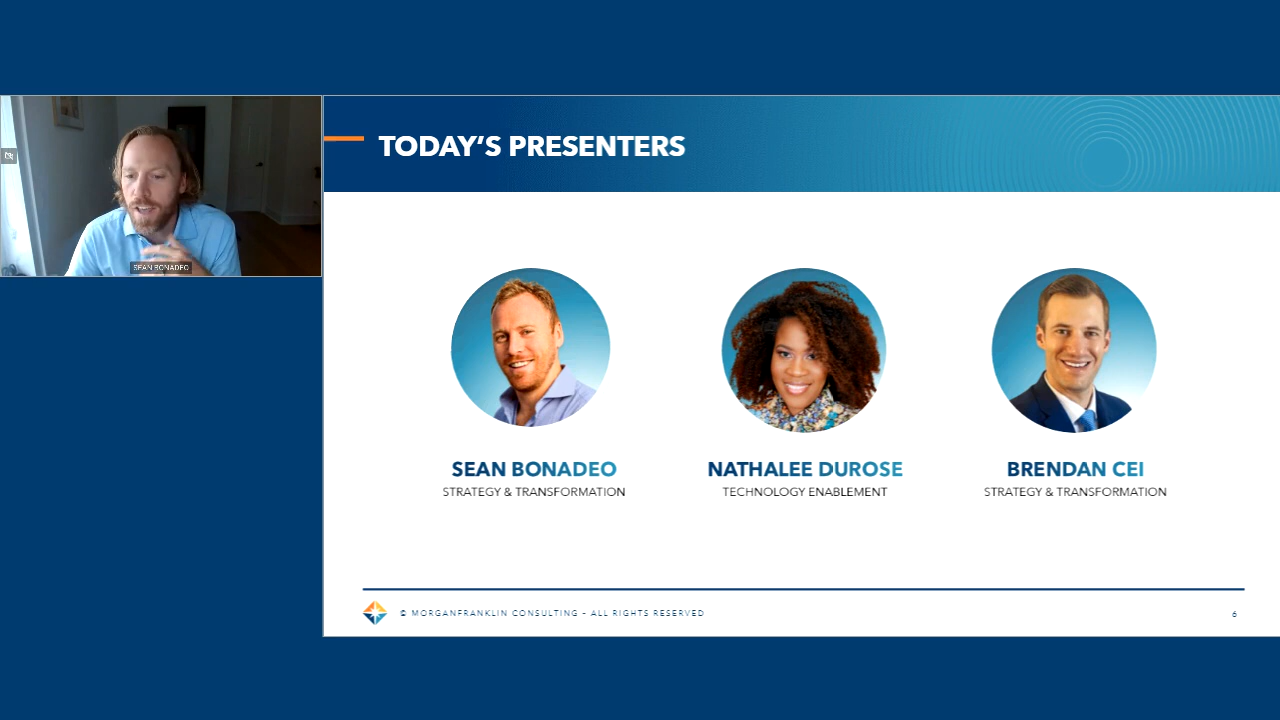 TODAY'S PRESENTERS
SEAN BONADEO
SEAN BONADEO
STRATEGY & TRANSFORMATION
NATHALEE DUROSE
TECHNOLOGY ENABLEMENT
BRENDAN CEI
STRATEGY & TRANSFORMATION
© MORGANFRANKLIN CONSULTING - ALL RIGHTS RESERVED
6